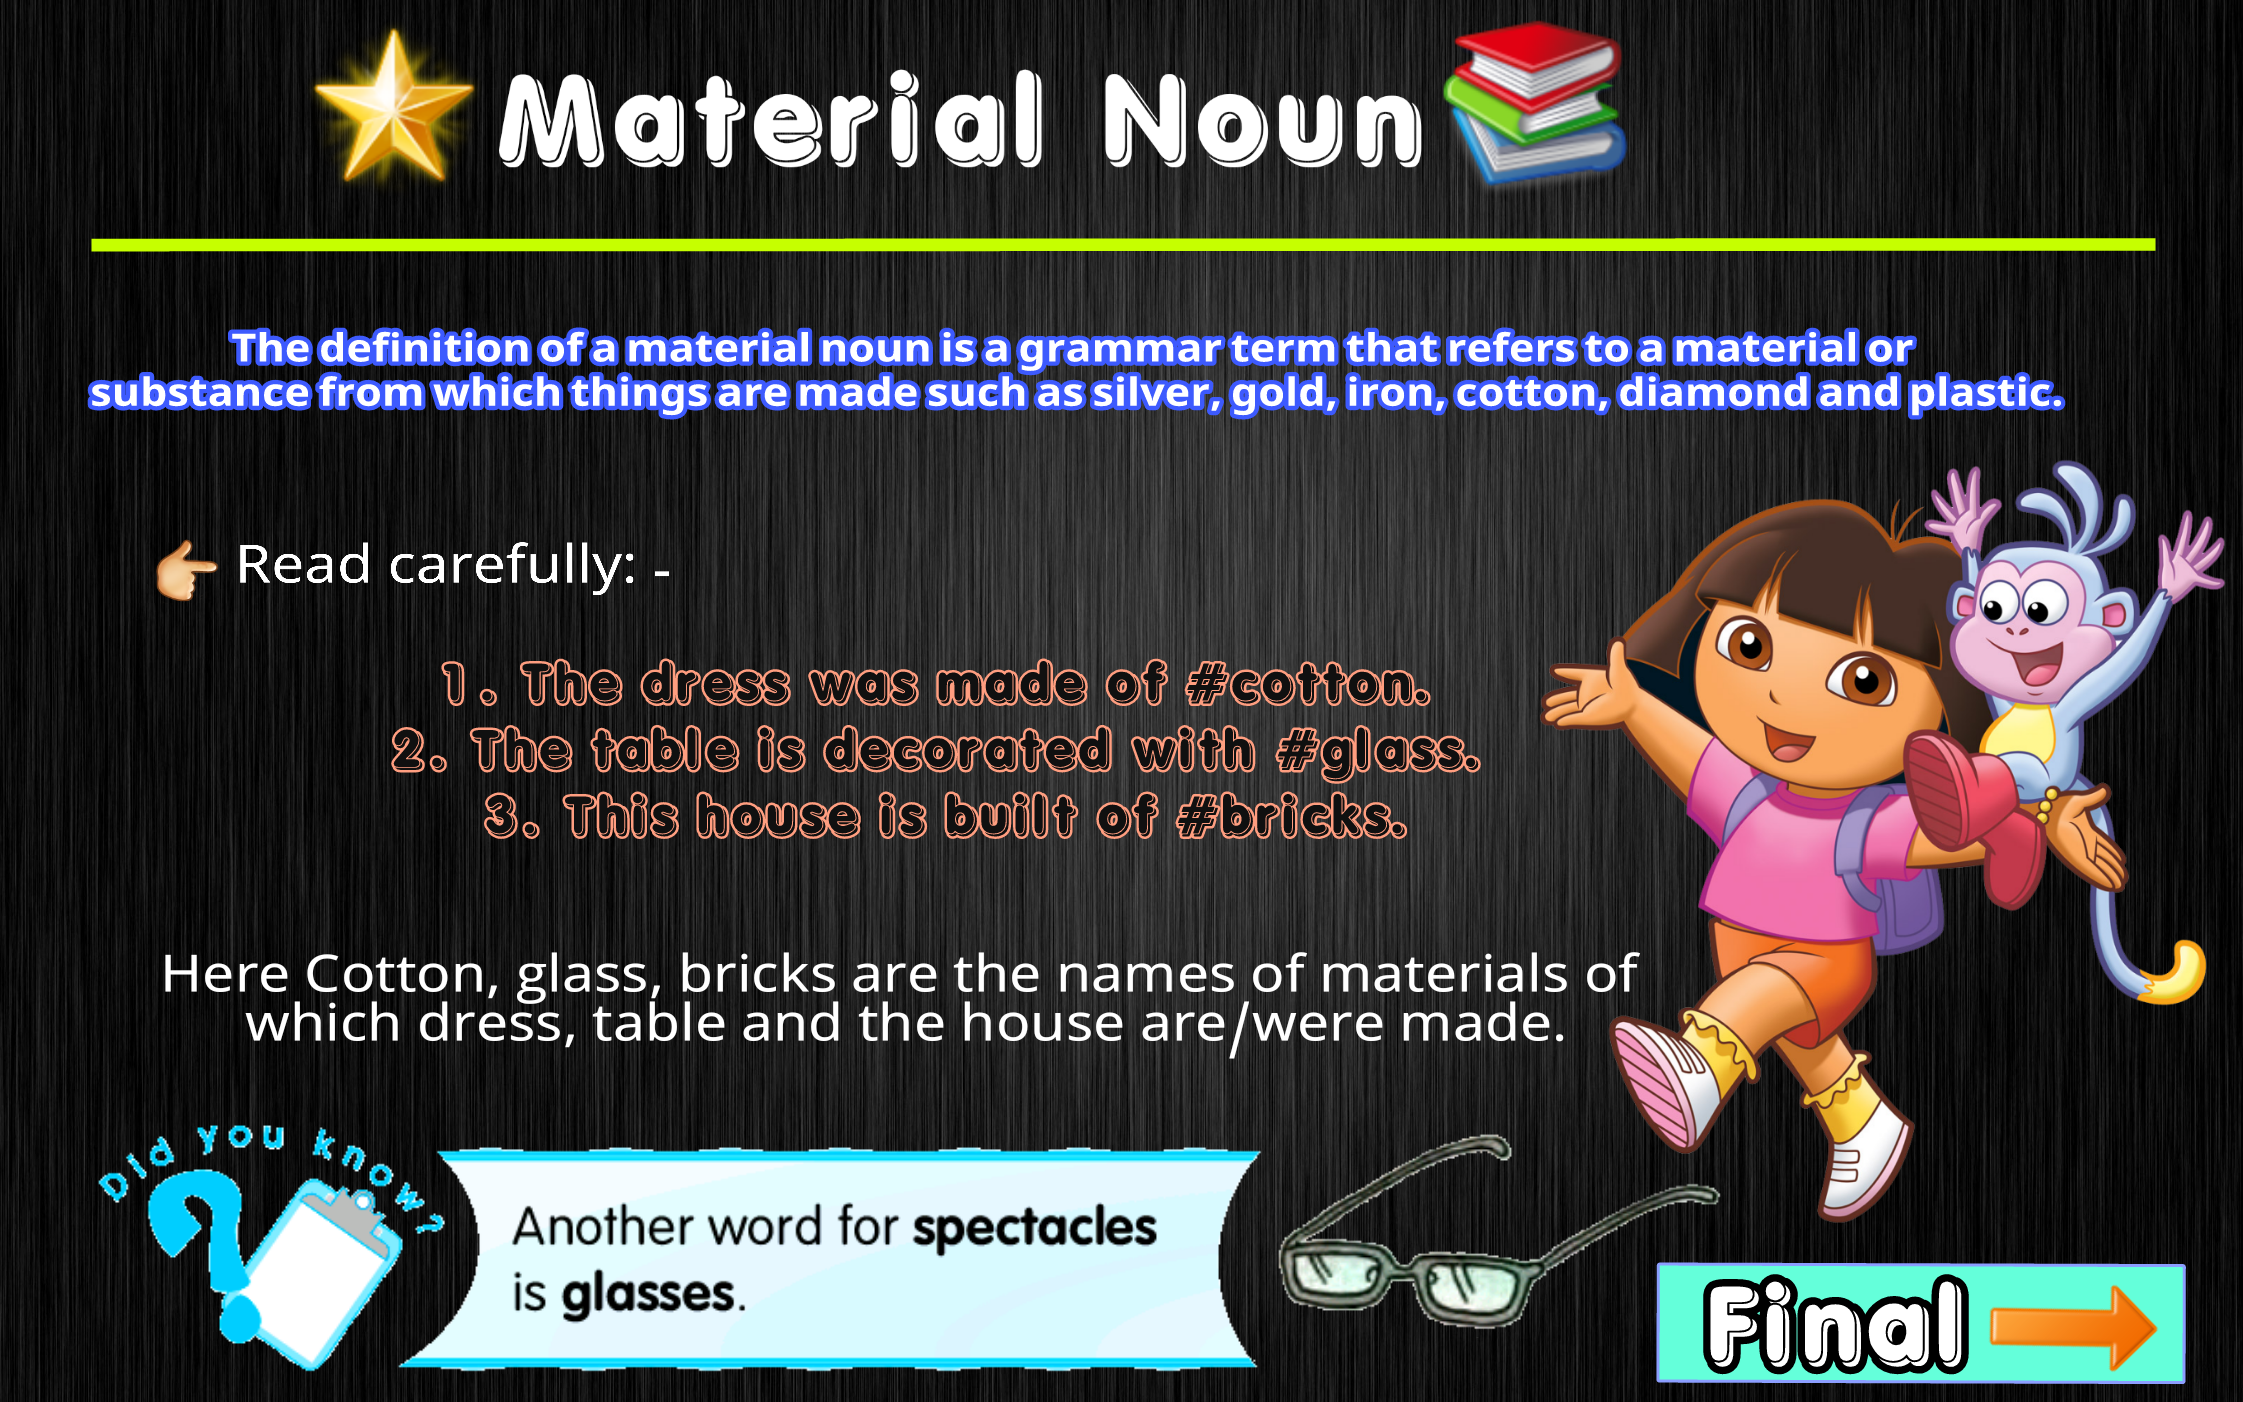 Material Noun
The definition of a material noun is a grammar term that refers to a material or
substance from which things are made such as silver, gold, iron, cotton, diamond and plastic.
Read carefully: -
1. The dress was made of #cotton.
2. The table is decorated with #glass.
3. This house is built of #bricks.
Here Cotton, glass, bricks are the names of materials of
which dress, table and the house are/were made.
Did you know?
Another word for spectacles
is glasses.
Final